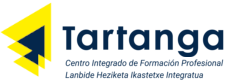 Tartanga
Centro Integrado de Formación Profesional
Lanbide Heziketa Ikastetxe Integratua